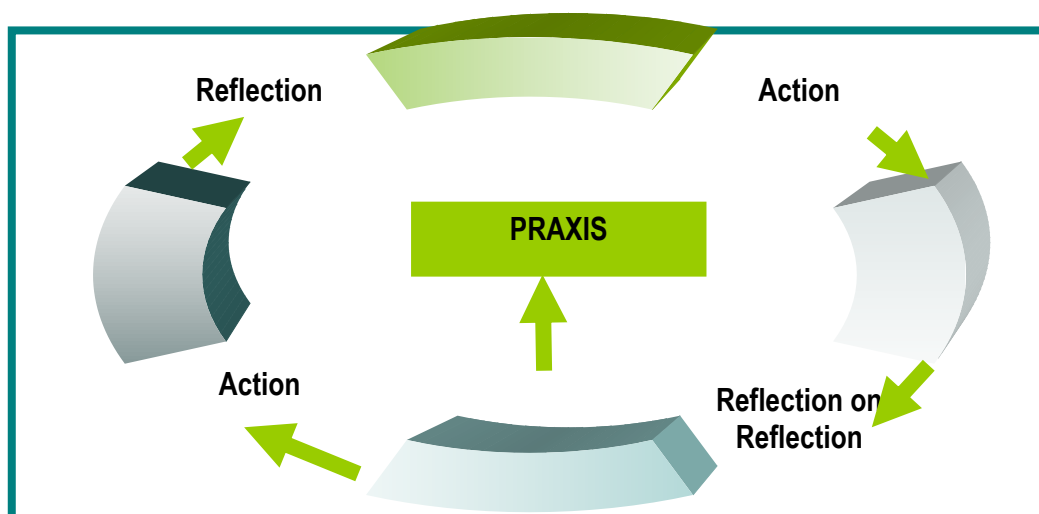 Reflection
Action
PRAXIS
Action
Reflection on
Reflection